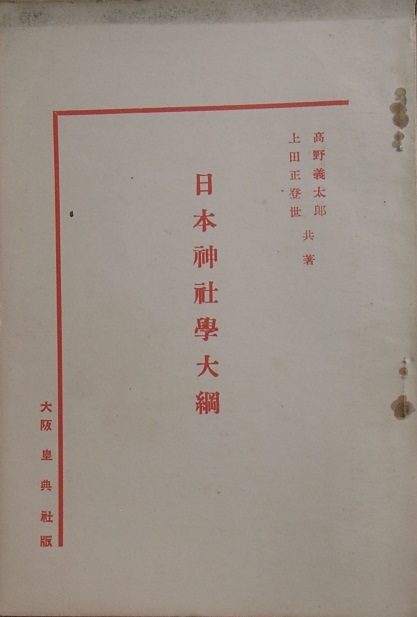 高野義太郎
上田正登世 共著
日本神社學大綱
大阪皇典社版